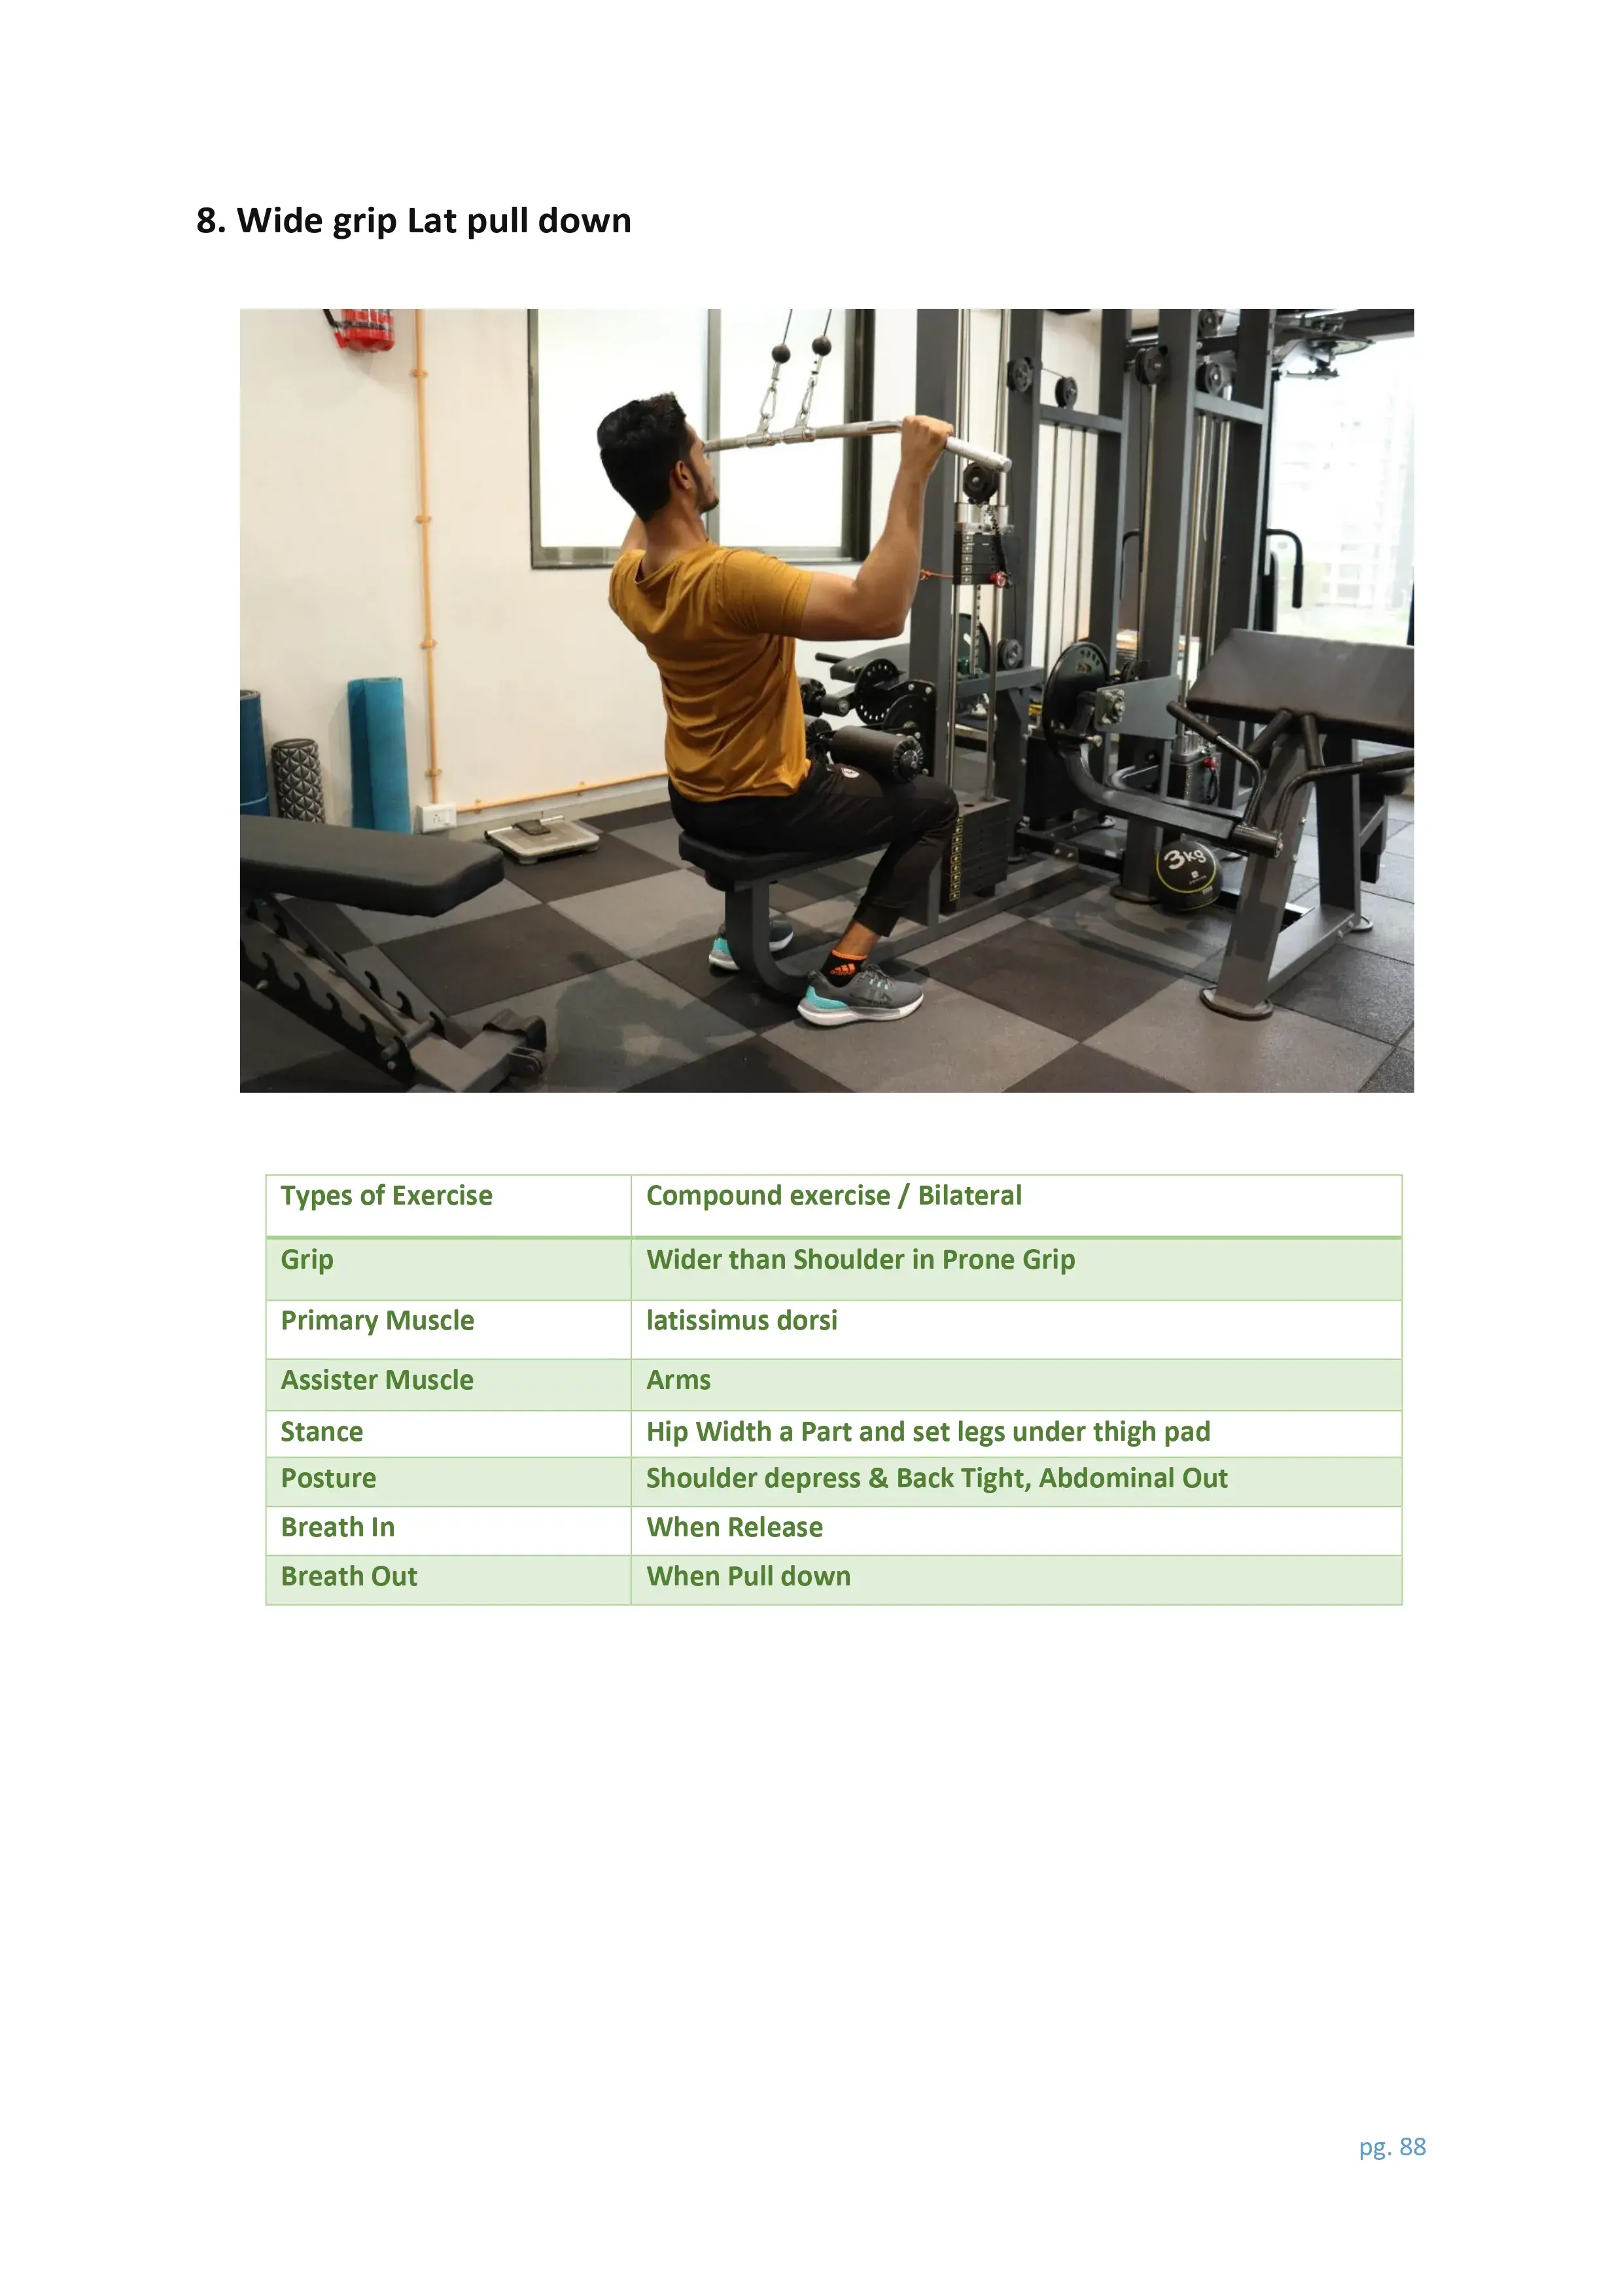 8. Wide grip Lat pull down
3kg
Types of Exercise Compound exercise / Bilateral
Grip Wider than Shoulder in Prone Grip
Primary Muscle latissimus dorsi
Assister Muscle Arms
Stance Hip Width a Part and set legs under thigh pad
Posture Shoulder depress & Back Tight, Abdominal Out
Breath In When Release
Breath Out When Pull down
pg. 88